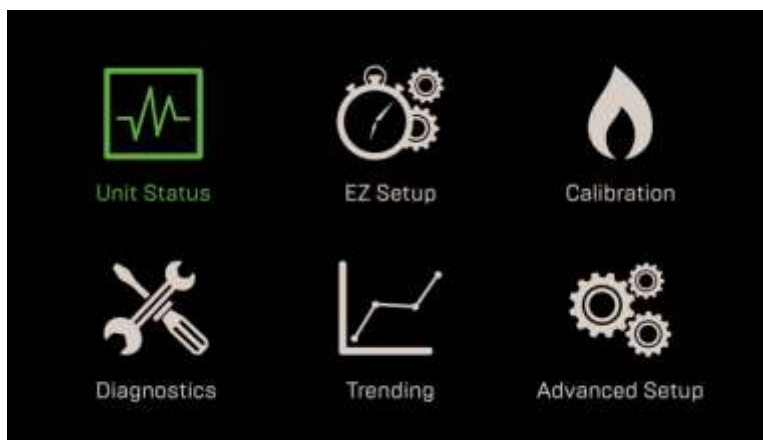 Unit Status
EZ Setup
Calibration
Diagnostics
Trending
Advanced Setup